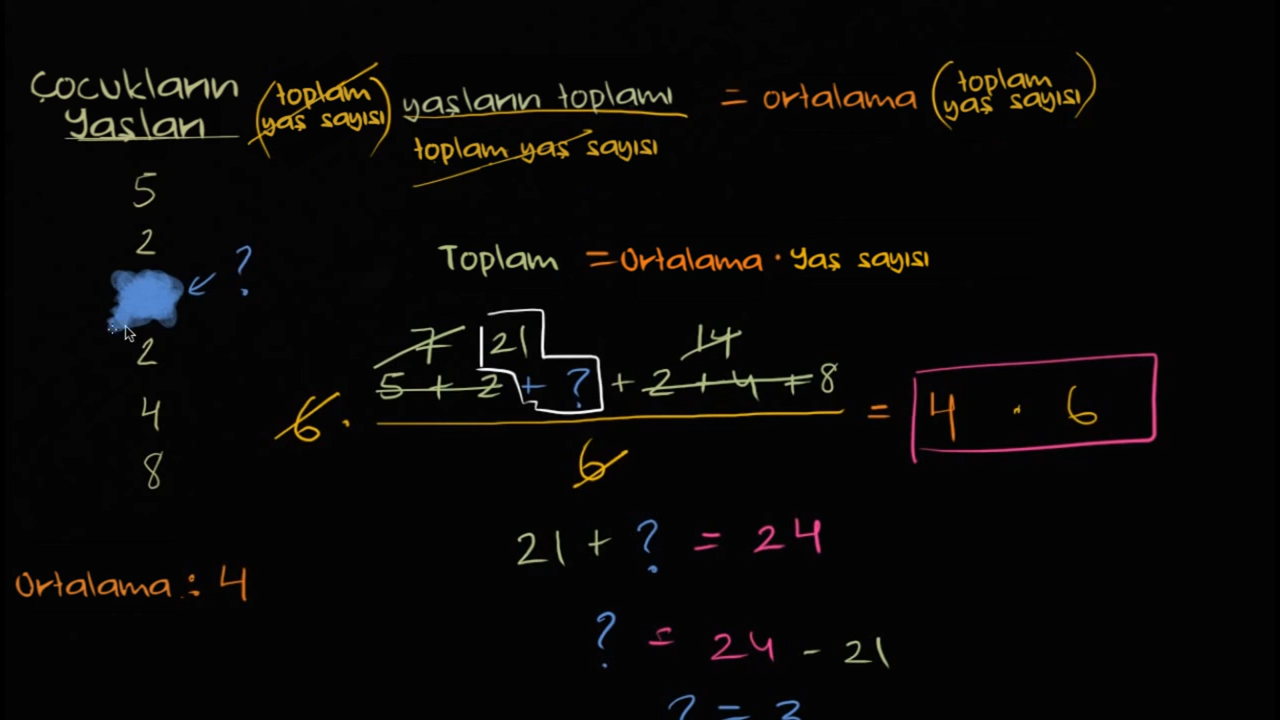 Çocukların
Yaşları
(toplam yaş sayısı) yaşların toplamı / toplam yaş sayısı = ortalama (toplam yaş sayısı)
5
2
← ?
2
4
8
Ortalama : 4
Toplam = Ortalama · Yaş sayısı
7 21 14
6 · 5 + 2 + ? + 2 + 4 + 8 = 4 · 6
6
21 + ? = 24
? = 24 - 21
? = 3